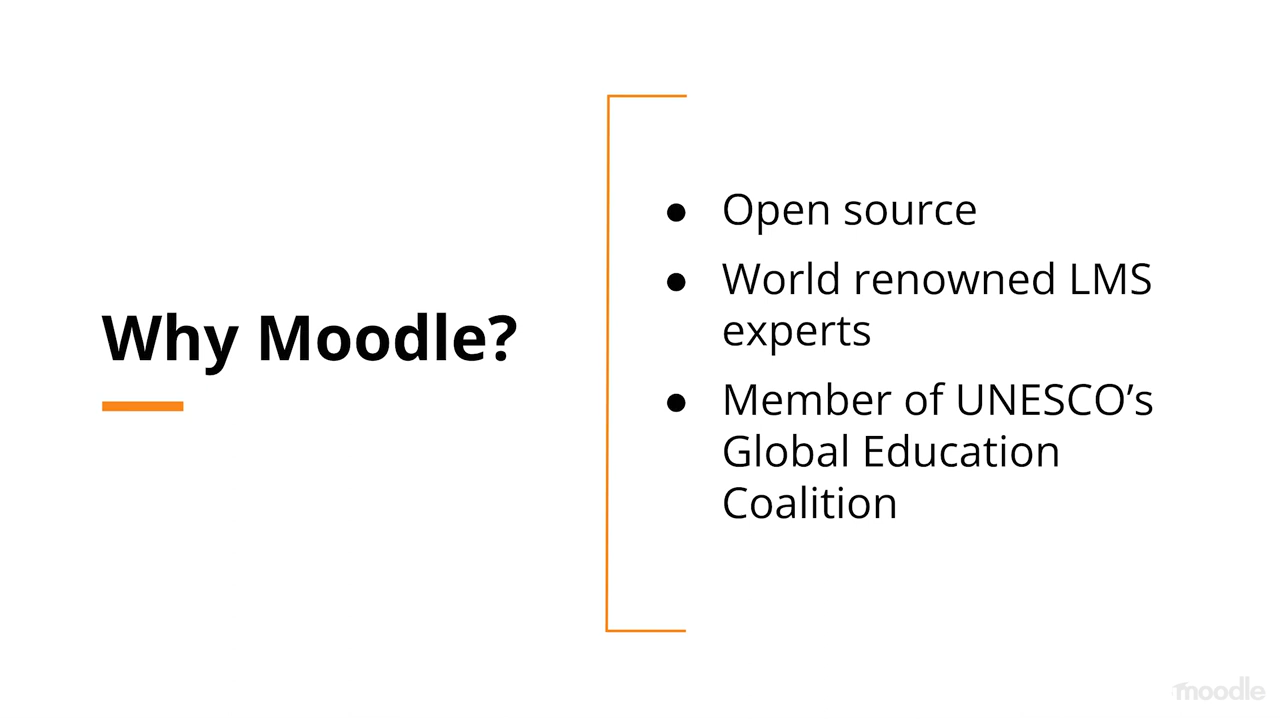 Why Moodle?
● Open source
● World renowned LMS
experts
● Member of UNESCO’s
Global Education
Coalition
moodle